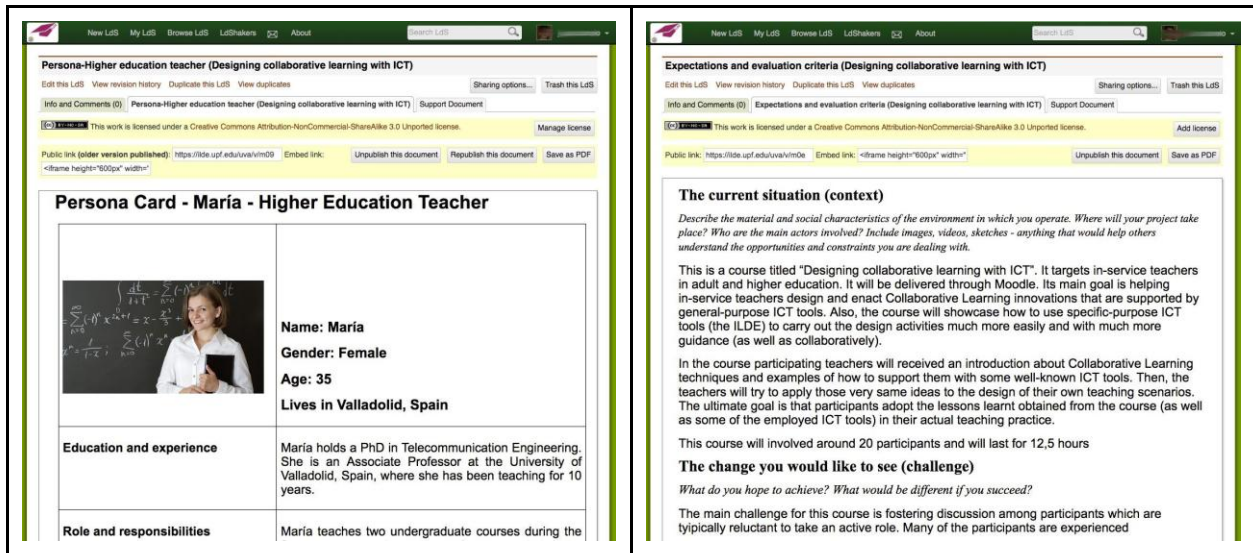 New LdS My LdS Browse LdS LdShakers About Search LdS
Persona-Higher education teacher (Designing collaborative learning with ICT)
Edit this LdS View revision history Duplicate this LdS View duplicates Sharing options... Trash this LdS
Info and Comments (0) Persona-Higher education teacher (Designing collaborative learning with ICT) Support Document
This work is licensed under a Creative Commons Attribution-NonCommercial-ShareAlike 3.0 Unported license. Manage license
Public link (older version published): https://ilde.upf.edu/uva/v/m09 Embed link: Unpublish this document Republish this document Save as PDF
<iframe height="600px" width="
Persona Card - María - Higher Education Teacher
Name: María
Gender: Female
Age: 35
Lives in Valladolid, Spain
Education and experience
María holds a PhD in Telecommunication Engineering.
She is an Associate Professor at the University of
Valladolid, Spain, where she has been teaching for 10
years.
Role and responsibilities
María teaches two undergraduate courses during the
New LdS My LdS Browse LdS LdShakers About Search LdS
Expectations and evaluation criteria (Designing collaborative learning with ICT)
Edit this LdS View revision history Duplicate this LdS View duplicates Sharing options... Trash this LdS
Info and Comments (0) Expectations and evaluation criteria (Designing collaborative learning with ICT) Support Document
This work is licensed under a Creative Commons Attribution-NonCommercial-ShareAlike 3.0 Unported license. Add license
Public link: https://ilde.upf.edu/uva/v/m0e Embed link: <iframe height="600px" width=" Unpublish this document Save as PDF
The current situation (context)
Describe the material and social characteristics of the environment in which you operate. Where will your project take
place? Who are the main actors involved? Include images, videos, sketches - anything that would help others
understand the opportunities and constraints you are dealing with.
This is a course titled “Designing collaborative learning with ICT”. It targets in-service teachers
in adult and higher education. It will be delivered through Moodle. Its main goal is helping
in-service teachers design and enact Collaborative Learning innovations that are supported by
general-purpose ICT tools. Also, the course will showcase how to use specific-purpose ICT
tools (the ILDE) to carry out the design activities much more easily and with much more
guidance (as well as collaboratively).
In the course participating teachers will received an introduction about Collaborative Learning
techniques and examples of how to support them with some well-known ICT tools. Then, the
teachers will try to apply those very same ideas to the design of their own teaching scenarios.
The ultimate goal is that participants adopt the lessons learnt obtained from the course (as well
as some of the employed ICT tools) in their actual teaching practice.
This course will involved around 20 participants and will last for 12,5 hours
The change you would like to see (challenge)
What do you hope to achieve? What would be different if you succeed?
The main challenge for this course is fostering discussion among participants which are
tyipically reluctant to take an active role. Many of the participants are experienced